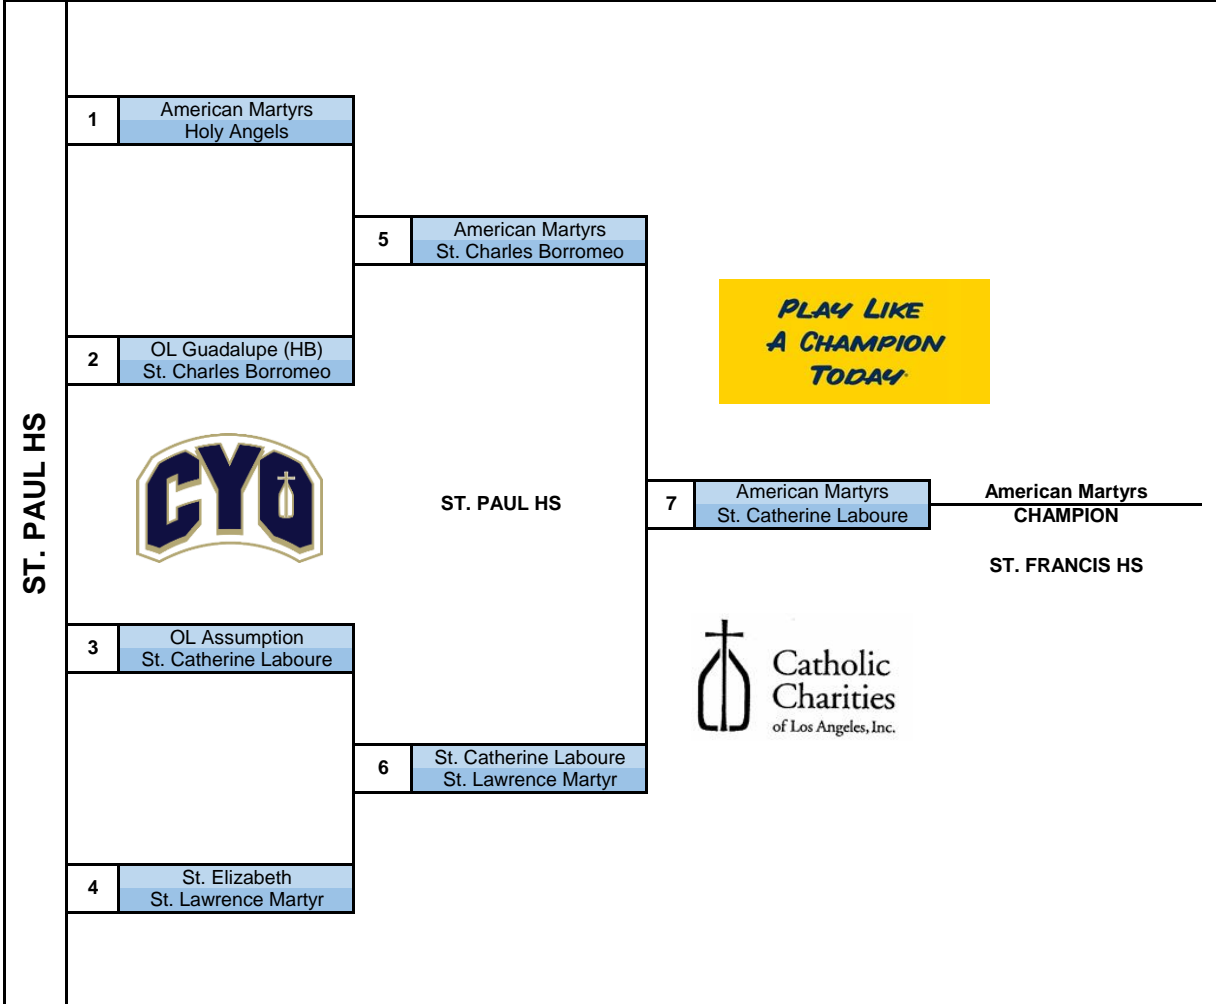 ST. PAUL HS
1
American Martyrs
Holy Angels
5
American Martyrs
St. Charles Borromeo
PLAY LIKE
A CHAMPION
TODAY
2
OL Guadalupe (HB)
St. Charles Borromeo
CYO
ST. PAUL HS
7
American Martyrs
St. Catherine Laboure
American Martyrs
CHAMPION
ST. FRANCIS HS
3
OL Assumption
St. Catherine Laboure
Catholic
Charities
of Los Angeles, Inc.
6
St. Catherine Laboure
St. Lawrence Martyr
4
St. Elizabeth
St. Lawrence Martyr